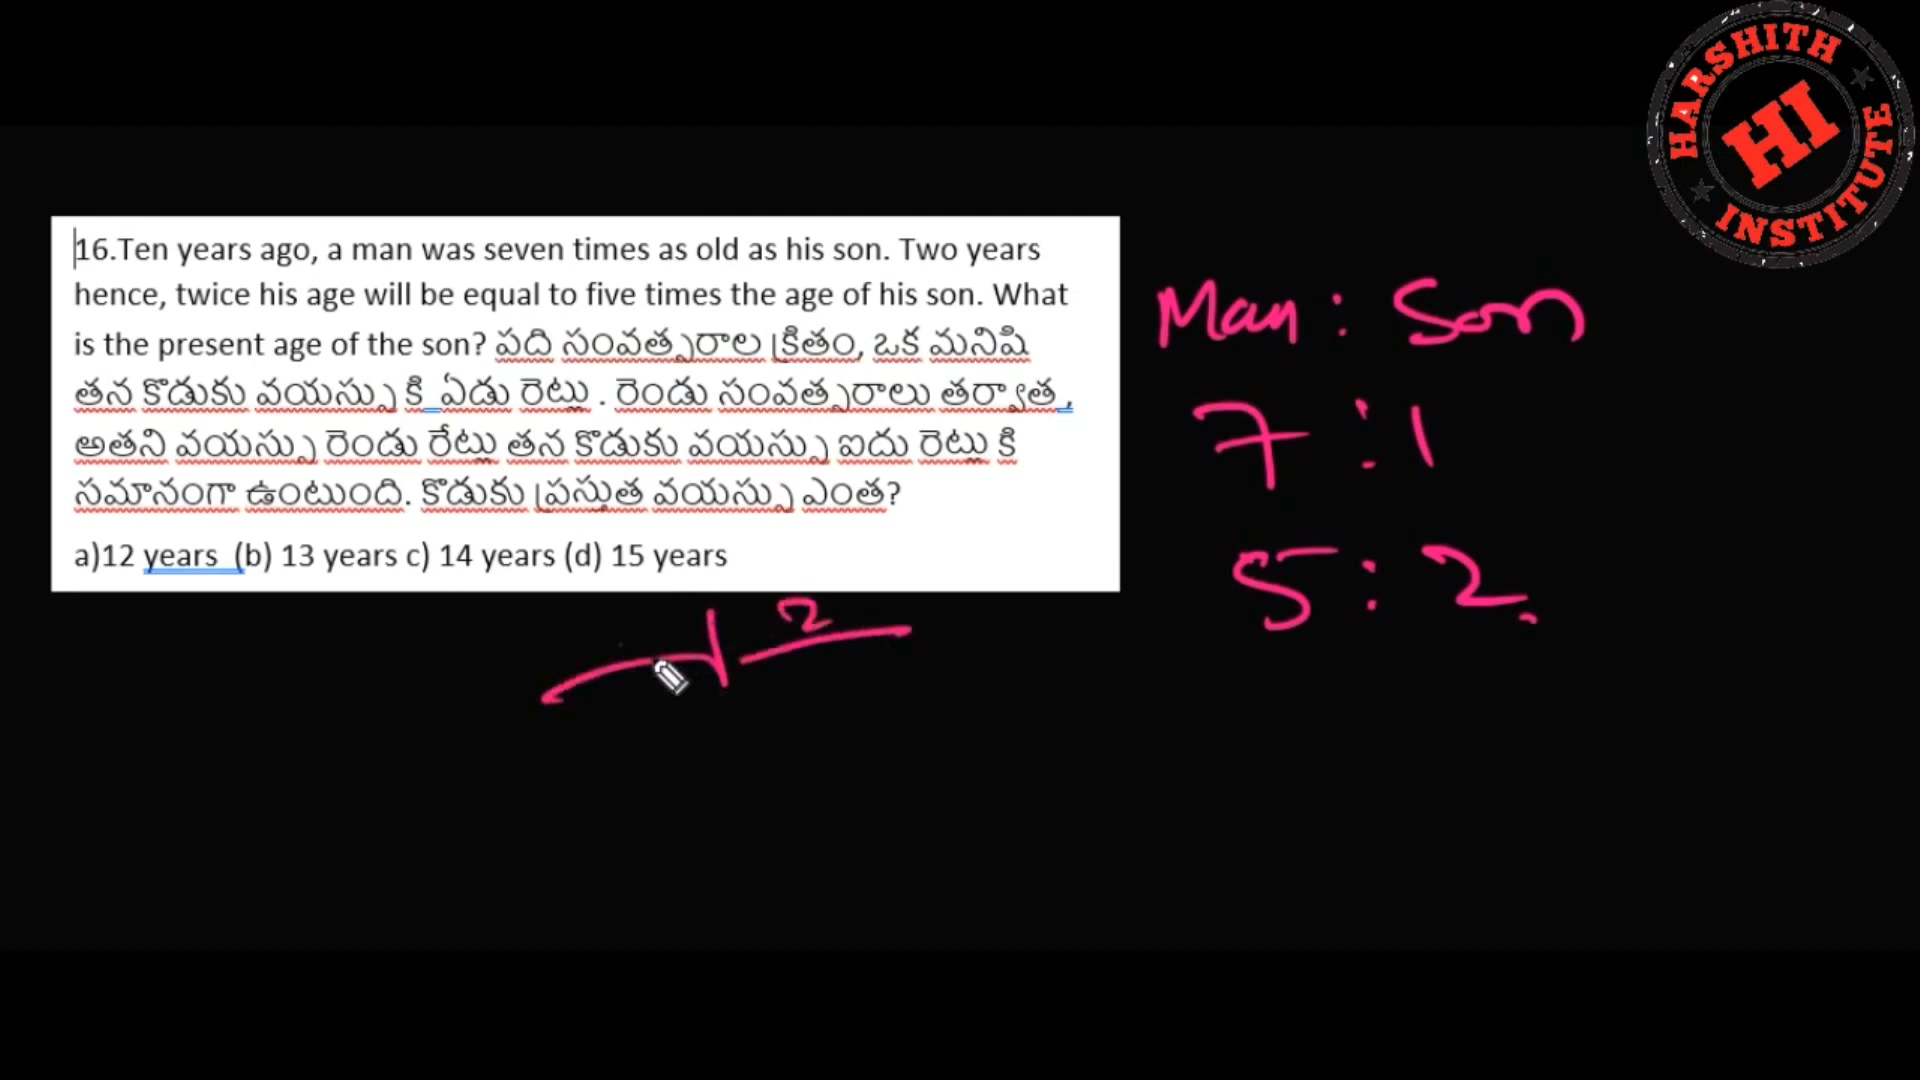 16.Ten years ago, a man was seven times as old as his son. Two years
hence, twice his age will be equal to five times the age of his son. What
is the present age of the son? పది సంవత్సరాల క్రితం, ఒక మనిషి
తన కొడుకు వయస్సు కి ఏడు రెట్లు . రెండు సంవత్సరాలు తర్వాత ,
అతని వయస్సు రెండు రేట్లు తన కొడుకు వయస్సు ఐదు రెట్లు కి
సమానంగా ఉంటుంది. కొడుకు ప్రస్తుత వయస్సు ఎంత?
a)12 years (b) 13 years c) 14 years (d) 15 years
Man : Son
7 : 1
5 : 2
2
HARSHITH
HI
INSTITUTE